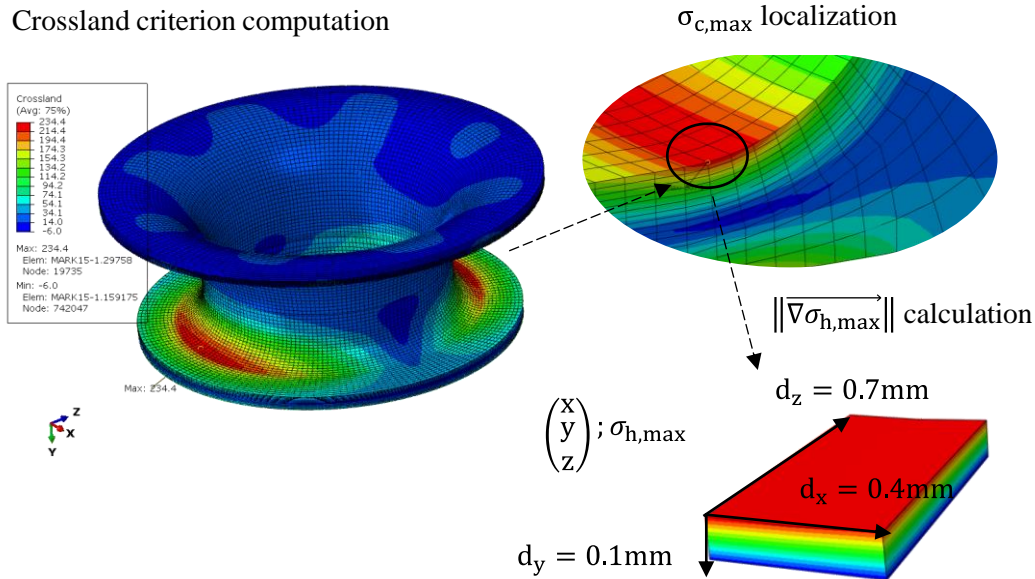 Crossland criterion computation
σc,max localization
Crossland
(Avg: 75%)
234.4
214.4
194.4
174.3
154.3
134.2
114.2
94.2
74.1
54.1
34.1
14.0
-6.0
Max: 234.4
Elem: MARK15-1.29758
Node: 19735
Min: -6.0
Elem: MARK15-1.159175
Node: 742047
Max: 234.4
Z
X
Y
‖∇σh,max‖ calculation
dz = 0.7mm
(x
y
z) ; σh,max
dx = 0.4mm
dy = 0.1mm